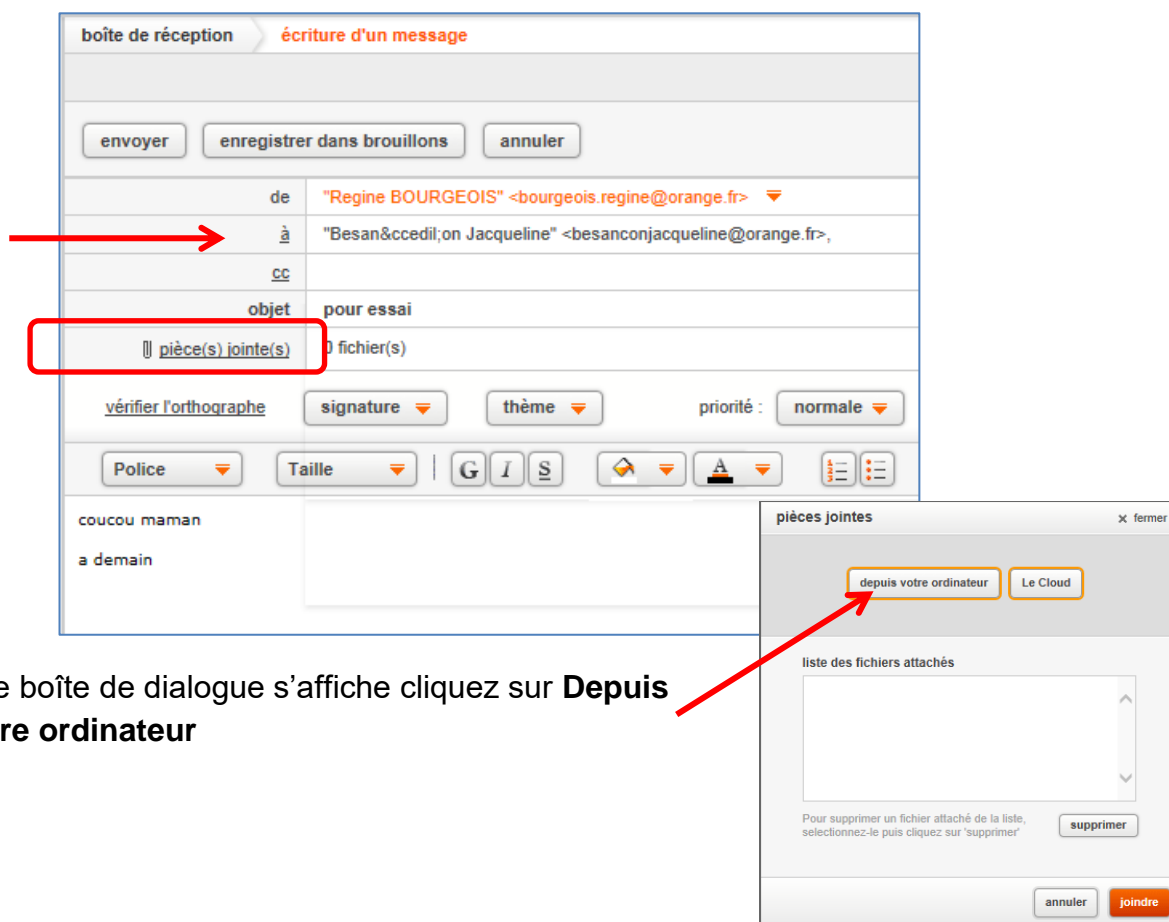 boîte de réception écriture d'un message
envoyer enregistrer dans brouillons annuler
de "Regine BOURGEOIS" <bourgeois.regine@orange.fr>
à "Besan&ccedil;on Jacqueline" <besanconjacqueline@orange.fr>,
cc
objet pour essai
pièce(s) jointe(s) 0 fichier(s)
vérifier l'orthographe signature thème priorité : normale
Police Taille G I S A
coucou maman
a demain
pièces jointes x fermer
depuis votre ordinateur Le Cloud
liste des fichiers attachés
Pour supprimer un fichier attaché de la liste,
selectionnez-le puis cliquez sur 'supprimer'
supprimer
annuler joindre
e boîte de dialogue s'affiche cliquez sur Depuis
re ordinateur